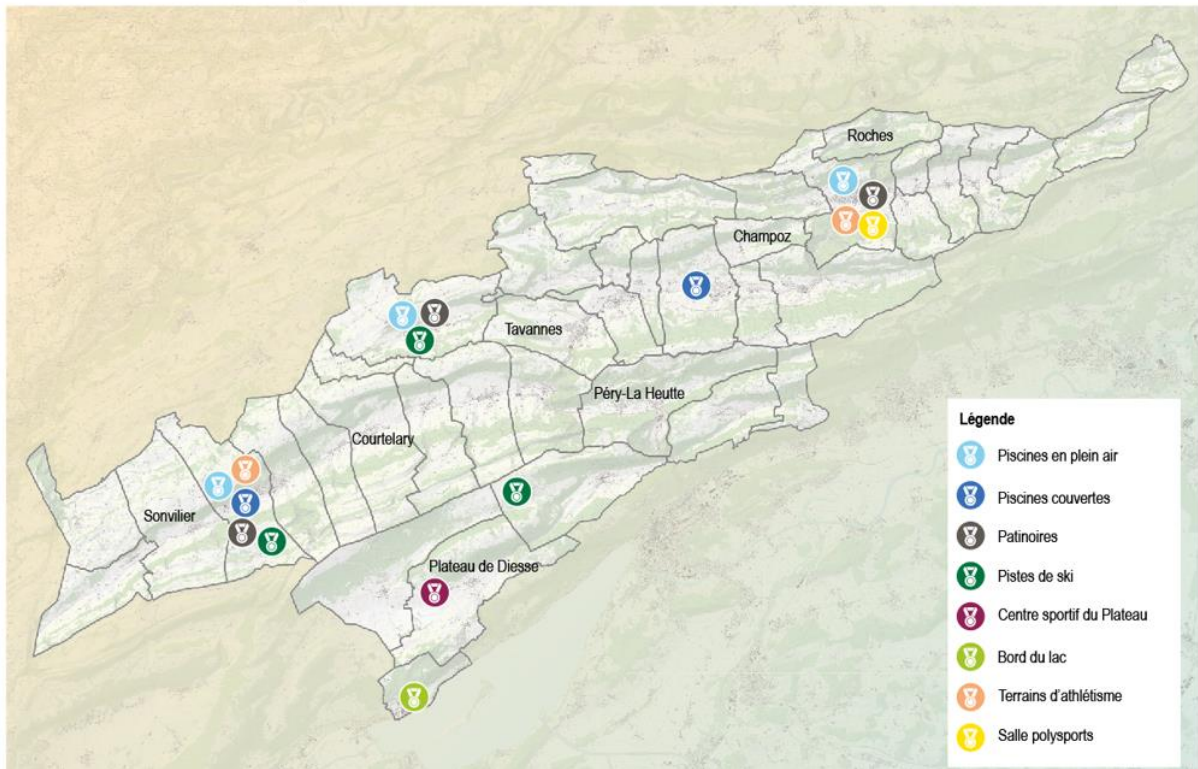 Roches
Champoz
Tavannes
Péry-La Heutte
Courtelary
Sonvilier
Plateau de Diesse
Légende
Piscines en plein air
Piscines couvertes
Patinoires
Pistes de ski
Centre sportif du Plateau
Bord du lac
Terrains d'athlétisme
Salle polysports